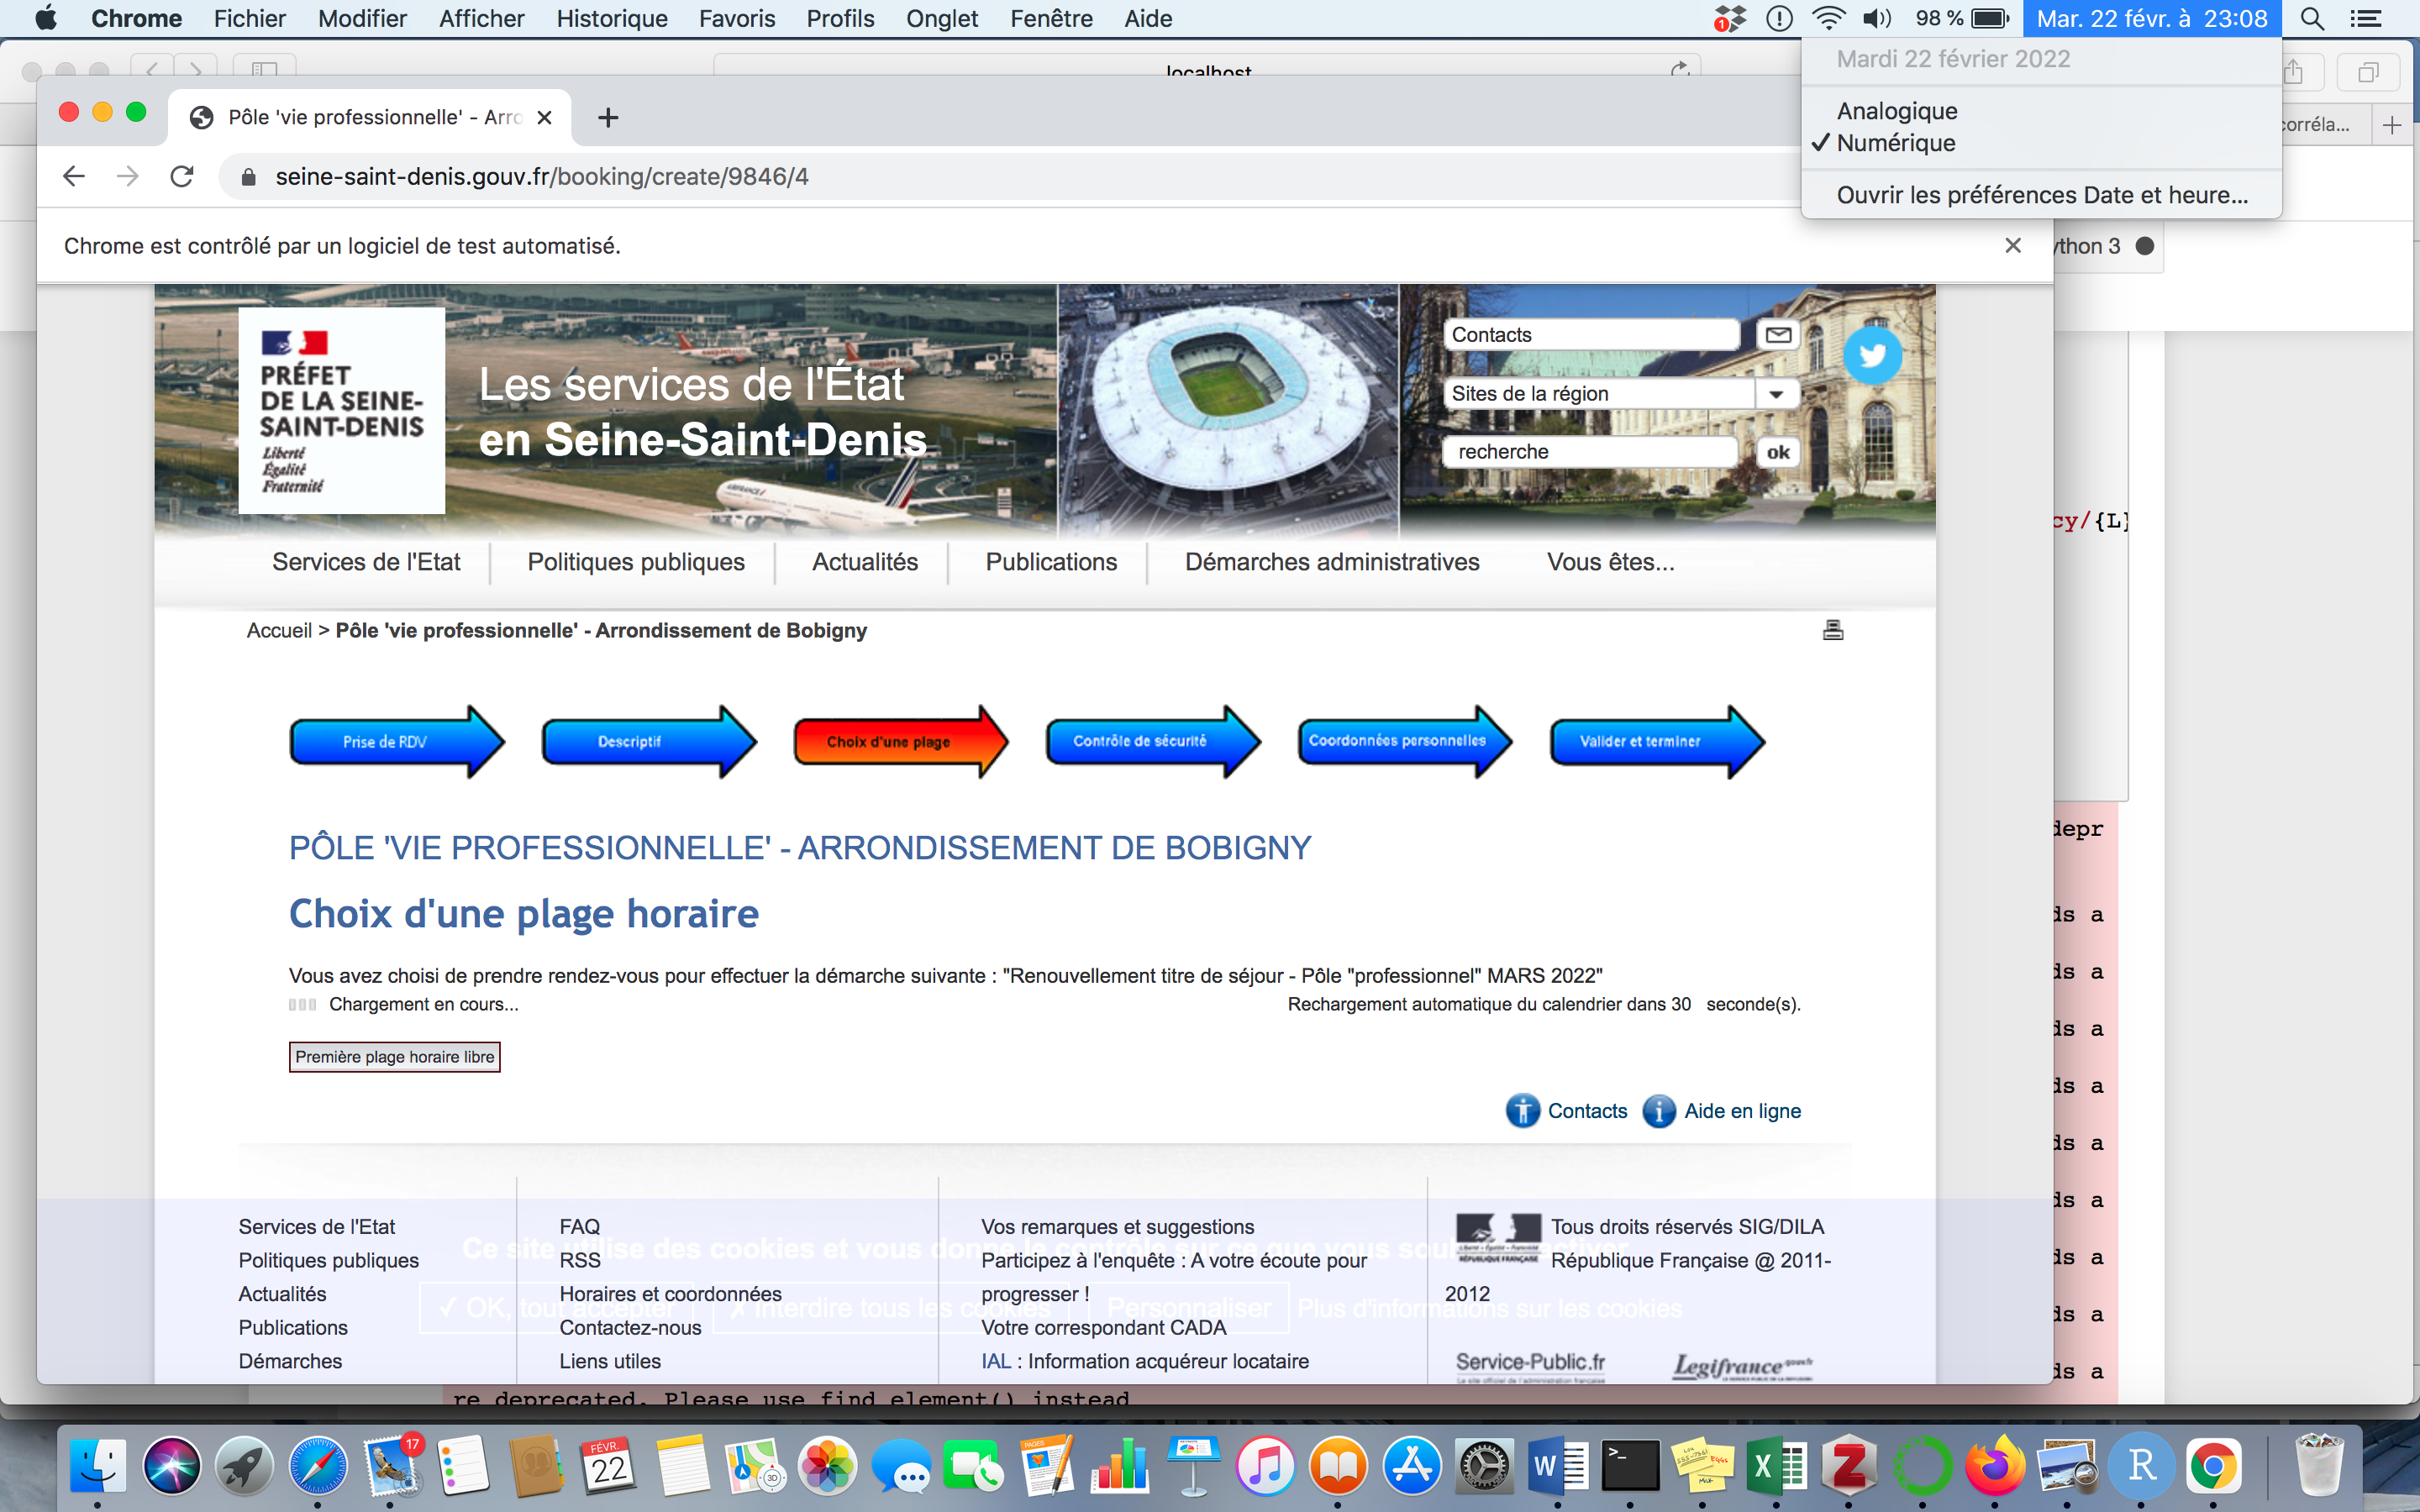 Chrome Fichier Modifier Afficher Historique Favoris Profils Onglet Fenêtre Aide 1 98 % Mar. 22 févr. à 23:08
Mardi 22 février 2022
Analogique
✓ Numérique
Ouvrir les préférences Date et heure...
localhost
corréla...
Pôle 'vie professionnelle' - Arro
seine-saint-denis.gouv.fr/booking/create/9846/4
Chrome est contrôlé par un logiciel de test automatisé.
ython 3
PRÉFET
DE LA SEINE-
SAINT-DENIS
Liberté
Égalité
Fraternité
Les services de l'État
en Seine-Saint-Denis
Contacts
Sites de la région
recherche
ok
cy/{L}
Services de l'Etat Politiques publiques Actualités Publications Démarches administratives Vous êtes...
Accueil > Pôle 'vie professionnelle' - Arrondissement de Bobigny
Prise de RDV Descriptif Choix d'une plage Contrôle de sécurité Coordonnées personnelles Valider et terminer
PÔLE 'VIE PROFESSIONNELLE' - ARRONDISSEMENT DE BOBIGNY
Choix d'une plage horaire
Vous avez choisi de prendre rendez-vous pour effectuer la démarche suivante : "Renouvellement titre de séjour - Pôle "professionnel" MARS 2022"
Chargement en cours... Rechargement automatique du calendrier dans 30 seconde(s).
Première plage horaire libre
Contacts Aide en ligne
depr
ds a
ds a
ds a
ds a
ds a
ds a
ds a
ds a
ds a
Services de l'Etat
Politiques publiques
Actualités
Publications
Démarches
FAQ
RSS
Horaires et coordonnées
Contactez-nous
Liens utiles
Vos remarques et suggestions
Participez à l'enquête : A votre écoute pour
progresser !
Votre correspondant CADA
IAL : Information acquéreur locataire
RÉPUBLIQUE FRANÇAISE
Tous droits réservés SIG/DILA
République Française @ 2011-
2012
Service-Public.fr
Legifrance.gouv.fr
Ce site utilise des cookies et vous donne le contrôle sur ce que vous souhaitez activer
✓ OK, tout accepter ✗ Interdire tous les cookies Personnaliser Plus d'informations sur les cookies
re deprecated. Please use find_element() instead
17
FÉVR.
22
PAGES
3D